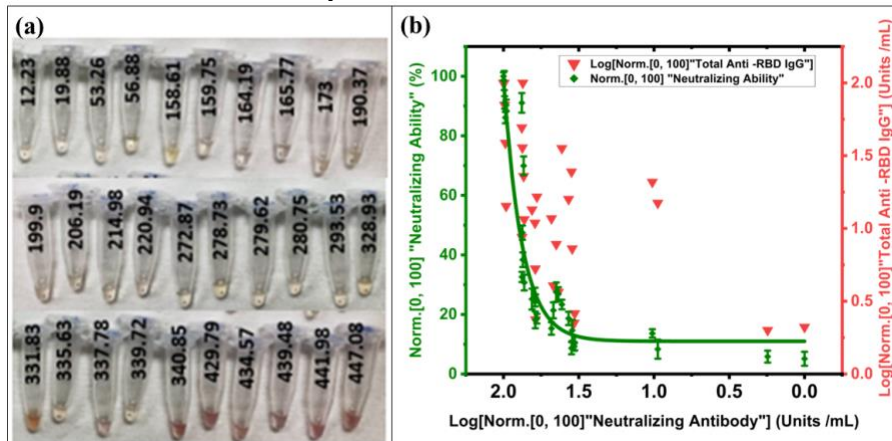 (a)
12.23 19.88 53.26 56.88 158.61 159.75 164.19 165.77 173 190.37
199.9 206.19 214.98 220.94 272.87 278.73 279.62 280.75 293.53 328.93
331.83 335.63 337.78 339.72 340.85 429.79 434.57 439.48 441.98 447.08
(b)
Log[Norm.[0, 100]"Total Anti -RBD IgG"]
Norm.[0, 100] "Neutralizing Ability"
Norm.[0, 100] "Neutralizing Ability" (%)
100
80
60
40
20
0
2.0 1.5 1.0 0.5 0.0
Log[Norm.[0, 100]"Neutralizing Antibody"] (Units /mL)
2.0
1.5
1.0
0.5
0.0
Log[Norm.[0, 100]"Total Anti -RBD IgG"] (Units /mL)